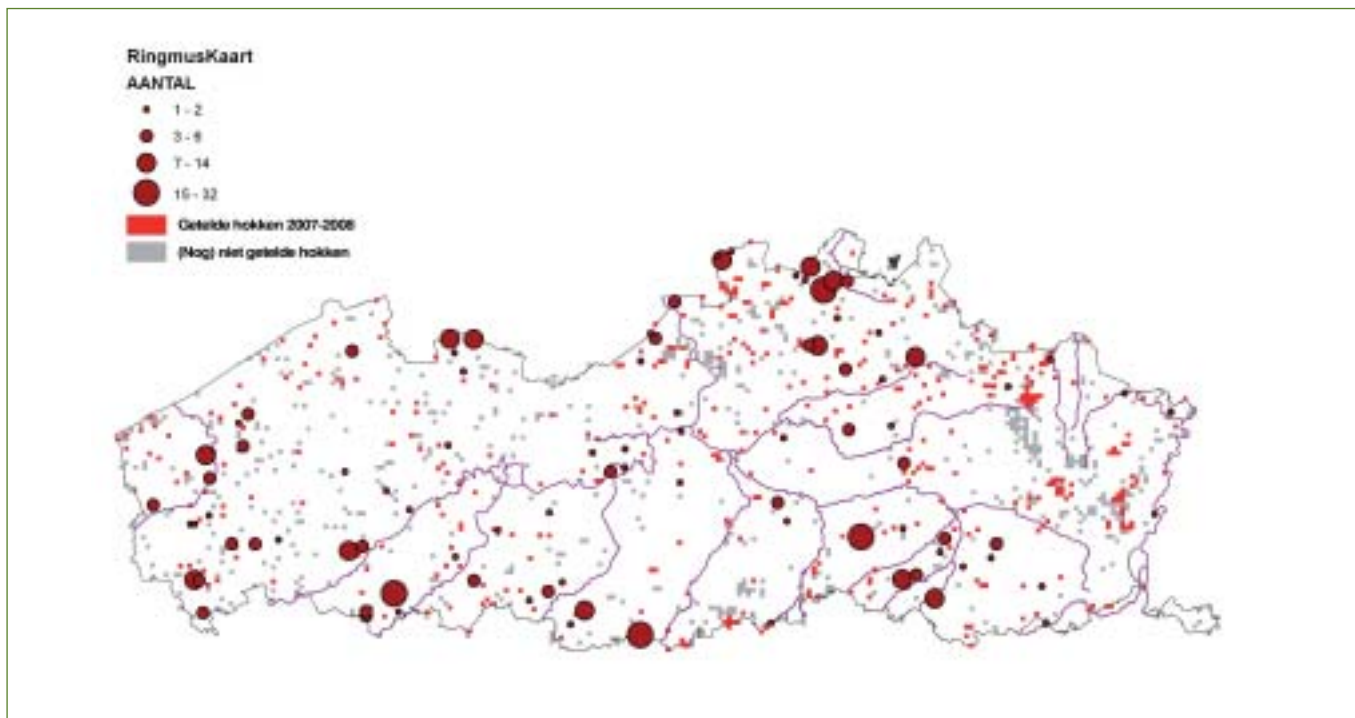 RingmusKaart
AANTAL
1 - 2
3 - 6
7 - 14
15 - 32
Getelde hokken 2007-2008
(Nog) niet getelde hokken